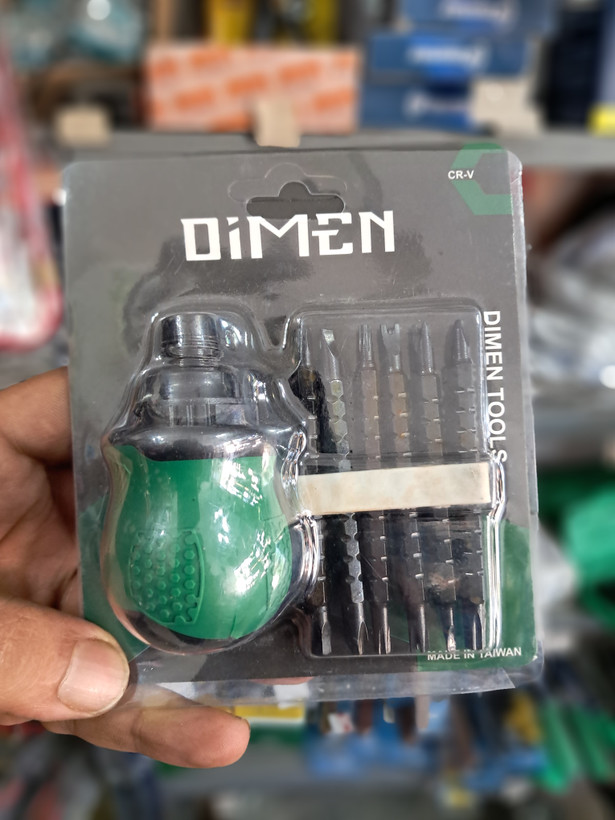 CR-V
DiMEN
DIMEN TOOLS
MADE IN TAIWAN